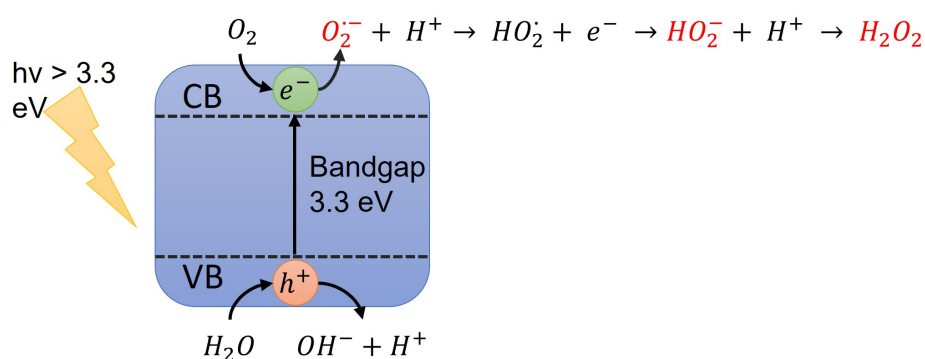 O₂ O₂·⁻ + H⁺ → HO₂· + e⁻ → HO₂⁻ + H⁺ → H₂O₂
hv > 3.3
eV
CB
e⁻
Bandgap
3.3 eV
VB
h⁺
H₂O OH⁻ + H⁺